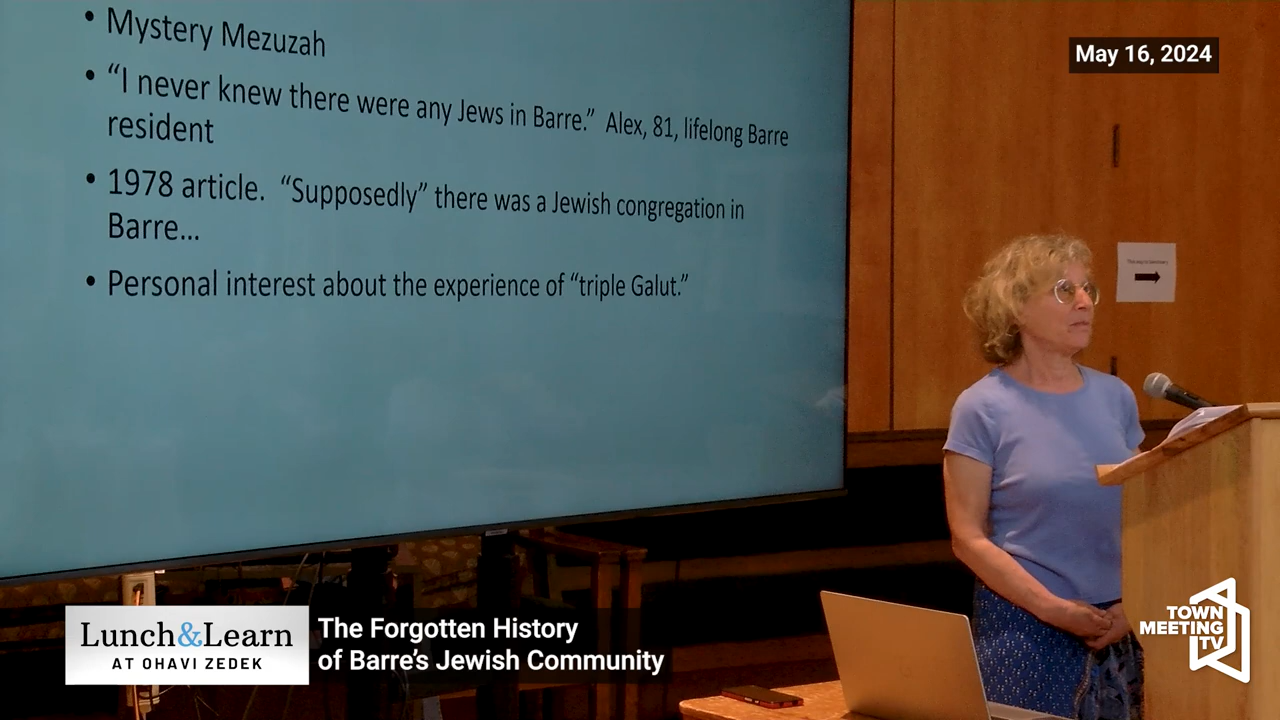 • Mystery Mezuzah
• “I never knew there were any Jews in Barre.” Alex, 81, lifelong Barre
resident
• 1978 article. “Supposedly” there was a Jewish congregation in
Barre...
• Personal interest about the experience of “triple Galut.”
May 16, 2024
Lunch&Learn
AT OHAVI ZEDEK
The Forgotten History
of Barre’s Jewish Community
TOWN
MEETING
TV